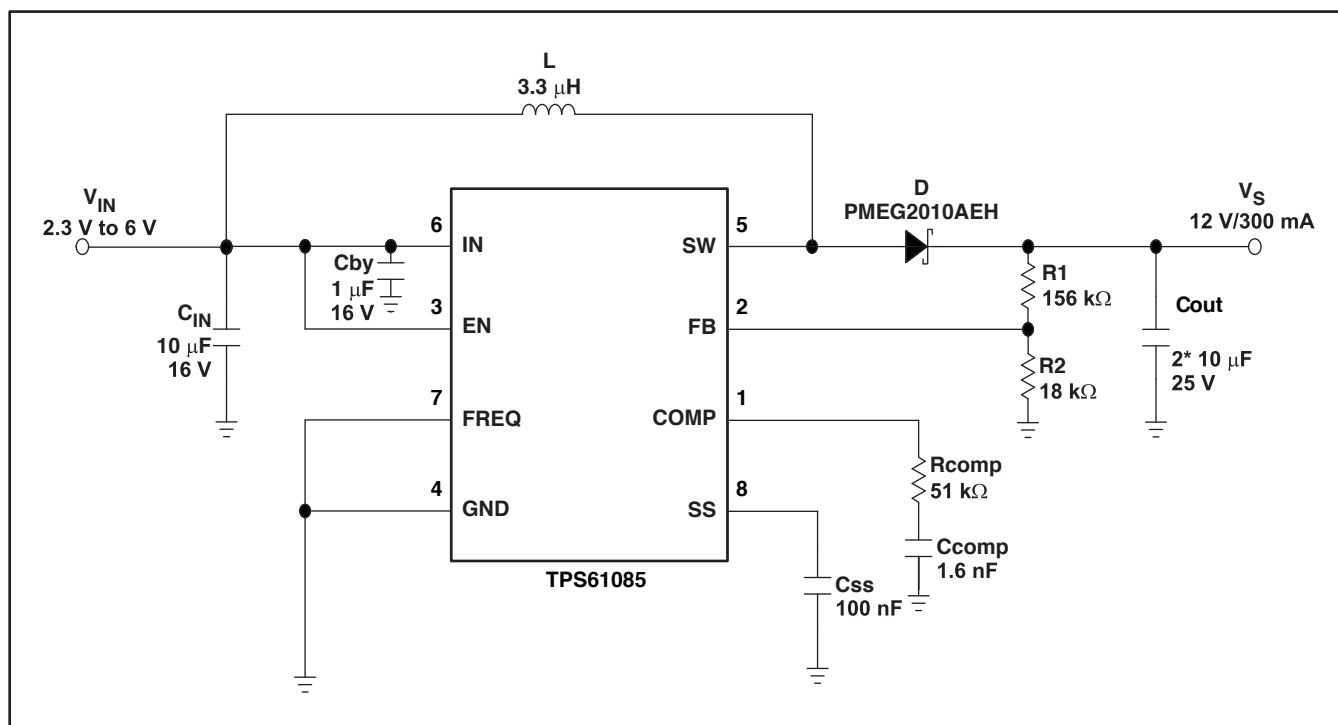 L
3.3 μH
V_IN
2.3 V to 6 V
D
PMEG2010AEH
V_S
12 V/300 mA
6
IN
5
SW
Cby
1 μF
16 V
R1
156 kΩ
3
EN
2
FB
Cout
C_IN
10 μF
16 V
2* 10 μF
25 V
R2
18 kΩ
7
FREQ
1
COMP
Rcomp
51 kΩ
4
GND
8
SS
Ccomp
1.6 nF
TPS61085
Css
100 nF